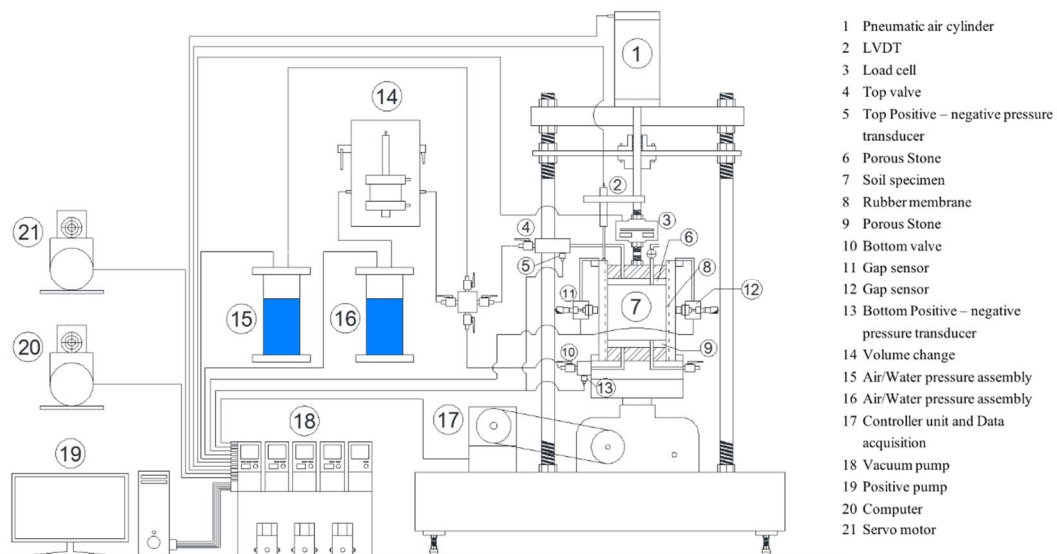 1
14
2
4
3
6
5
8
21
11
7
12
15
16
9
10
20
13
17
18
19
1 Pneumatic air cylinder
2 LVDT
3 Load cell
4 Top valve
5 Top Positive – negative pressure
transducer
6 Porous Stone
7 Soil specimen
8 Rubber membrane
9 Porous Stone
10 Bottom valve
11 Gap sensor
12 Gap sensor
13 Bottom Positive – negative
pressure transducer
14 Volume change
15 Air/Water pressure assembly
16 Air/Water pressure assembly
17 Controller unit and Data
acquisition
18 Vacuum pump
19 Positive pump
20 Computer
21 Servo motor